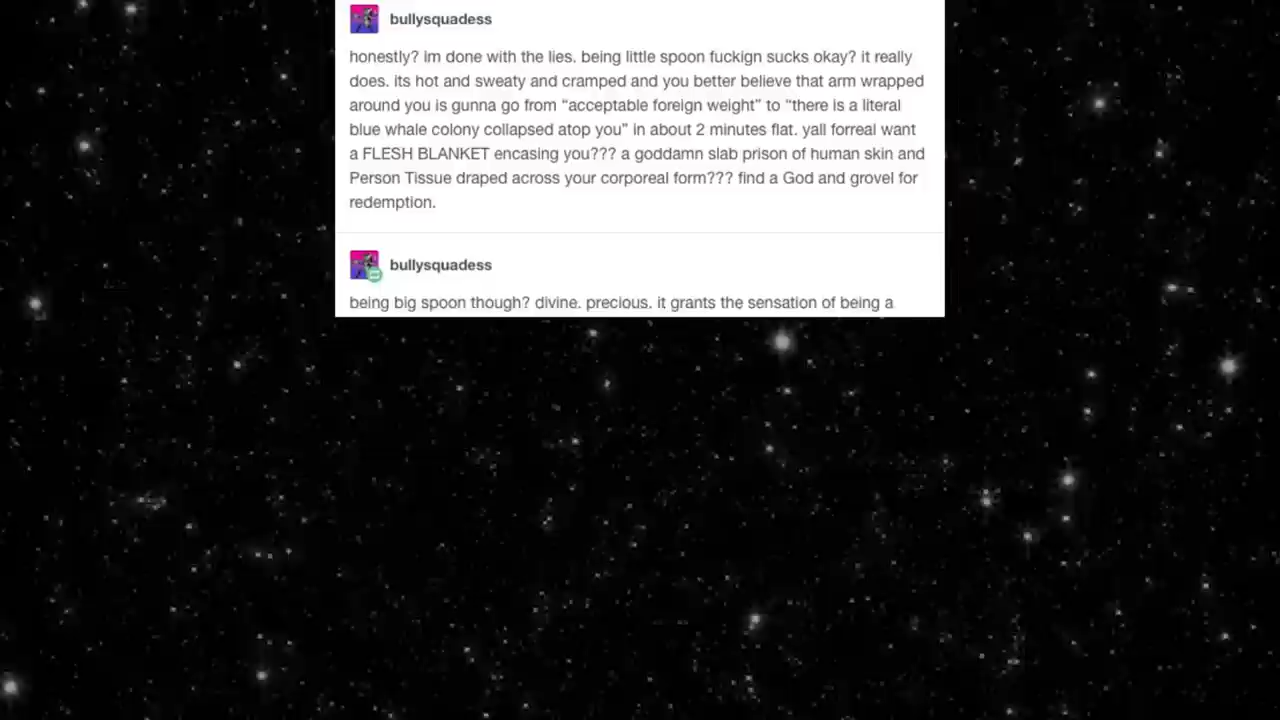 bullysquadess
honestly? im done with the lies. being little spoon fuckign sucks okay? it really
does. its hot and sweaty and cramped and you better believe that arm wrapped
around you is gunna go from “acceptable foreign weight” to “there is a literal
blue whale colony collapsed atop you” in about 2 minutes flat. yall forreal want
a FLESH BLANKET encasing you??? a goddamn slab prison of human skin and
Person Tissue draped across your corporeal form??? find a God and grovel for
redemption.
bullysquadess
being big spoon though? divine. precious. it grants the sensation of being a